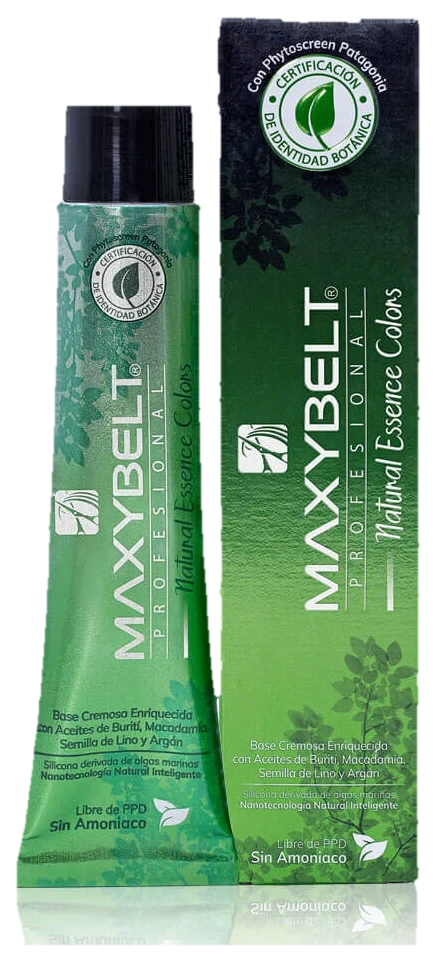 Con Phytoscreen Patagonia
CERTIFICACIÓN
DE IDENTIDAD BOTÁNICA
MAXYBELT®
PROFESIONAL
Natural Essence Colors
Base Cremosa Enriquecida
con Aceites de Burití, Macadamia,
Semilla de Lino y Argán
Silicona derivada de algas marinas
Nanotecnología Natural Inteligente
Libre de PPD
Sin Amoniaco
Con Phytoscreen Patagonia
CERTIFICACIÓN
DE IDENTIDAD BOTÁNICA
MAXYBELT®
PROFESIONAL
Natural Essence Colors
Base Cremosa Enriquecida
con Aceites de Burití, Macadamia,
Semilla de Lino y Argán
Silicona derivada de algas marinas
Nanotecnología Natural Inteligente
Libre de PPD
Sin Amoniaco